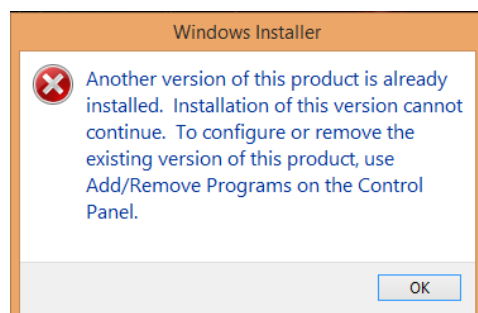 Windows Installer
Another version of this product is already
installed.  Installation of this version cannot
continue.  To configure or remove the
existing version of this product, use
Add/Remove Programs on the Control
Panel.
OK